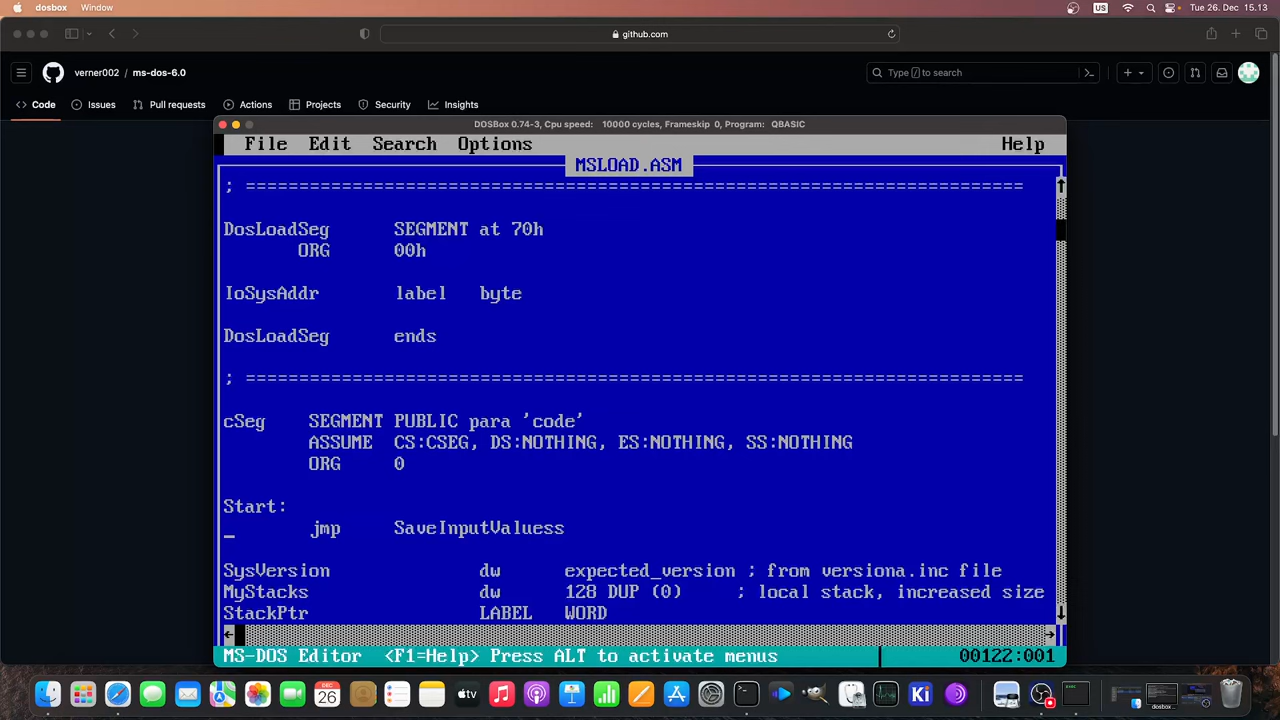 dosbox Window US Tue 26. Dec 15.13
github.com
verner002 / ms-dos-6.0 Type / to search
Code Issues Pull requests Actions Projects Security Insights
DOSBox 0.74-3, Cpu speed: 10000 cycles, Frameskip 0, Program: QBASIC
File Edit Search Options Help
MSLOAD.ASM
; =========================================================================
DosLoadSeg SEGMENT at 70h
ORG 00h
IoSysAddr label byte
DosLoadSeg ends
; =========================================================================
cSeg SEGMENT PUBLIC para 'code'
ASSUME CS:CSEG, DS:NOTHING, ES:NOTHING, SS:NOTHING
ORG 0
Start:
jmp SaveInputValuess
SysVersion dw expected_version ; from versiona.inc file
MyStacks dw 128 DUP (0) ; local stack, increased size
StackPtr LABEL WORD
MS-DOS Editor <F1=Help> Press ALT to activate menus 00122:001
DEC
26
tv
Ki